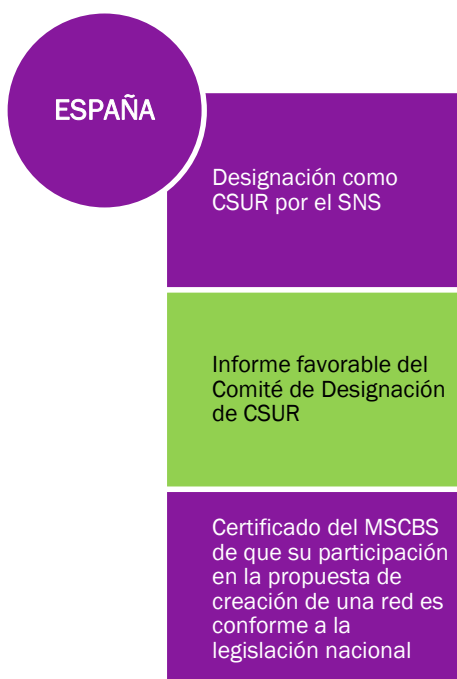 ESPAÑA
Designación como
CSUR por el SNS
Informe favorable del
Comité de Designación
de CSUR
Certificado del MSCBS
de que su participación
en la propuesta de
creación de una red es
conforme a la
legislación nacional